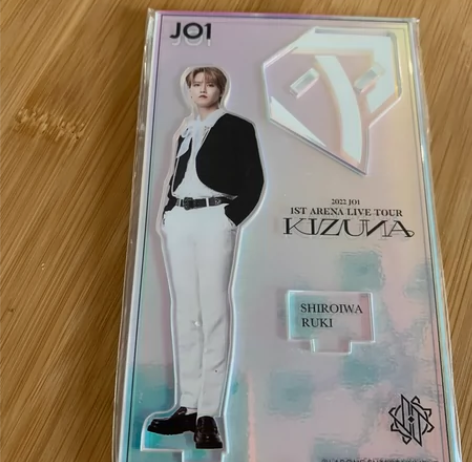 JO1
2022 JO1
1ST ARENA LIVE TOUR
KIZUNA
SHIROIWA
RUKI